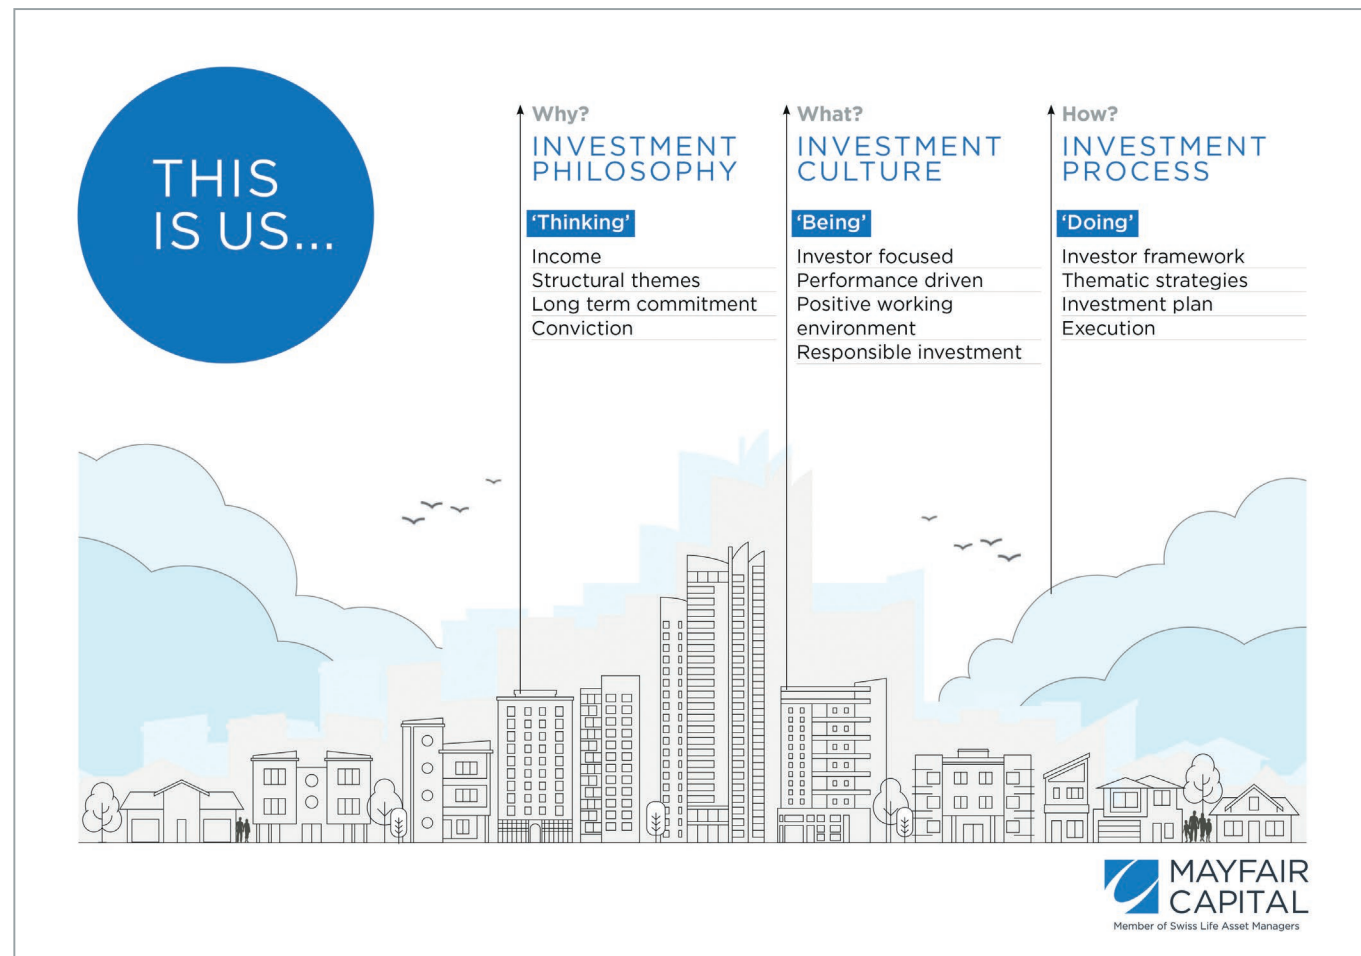 THIS
IS US...
Why?
INVESTMENT
PHILOSOPHY
‘Thinking’
Income
Structural themes
Long term commitment
Conviction
What?
INVESTMENT
CULTURE
‘Being’
Investor focused
Performance driven
Positive working
environment
Responsible investment
How?
INVESTMENT
PROCESS
‘Doing’
Investor framework
Thematic strategies
Investment plan
Execution
MAYFAIR
CAPITAL
Member of Swiss Life Asset Managers